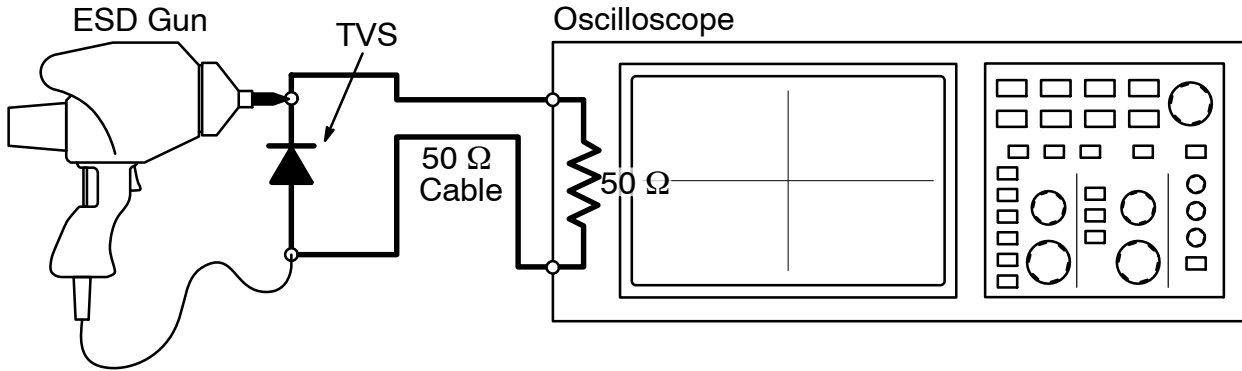 ESD Gun
TVS
Oscilloscope
50 Ω
Cable
50 Ω